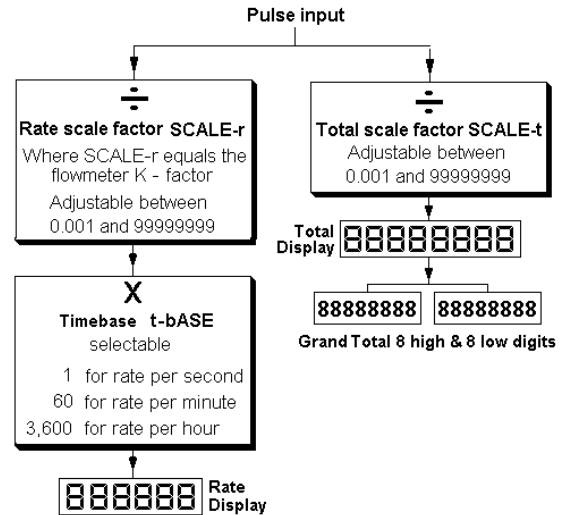 Pulse input
÷
Rate scale factor SCALE-r
Where SCALE-r equals the
flowmeter K - factor
Adjustable between
0.001 and 99999999
X
Timebase t-bASE
selectable
1 for rate per second
60 for rate per minute
3,600 for rate per hour
888888
Rate
Display
÷
Total scale factor SCALE-t
Adjustable between
0.001 and 99999999
Total
Display
88888888
88888888 88888888
Grand Total 8 high & 8 low digits